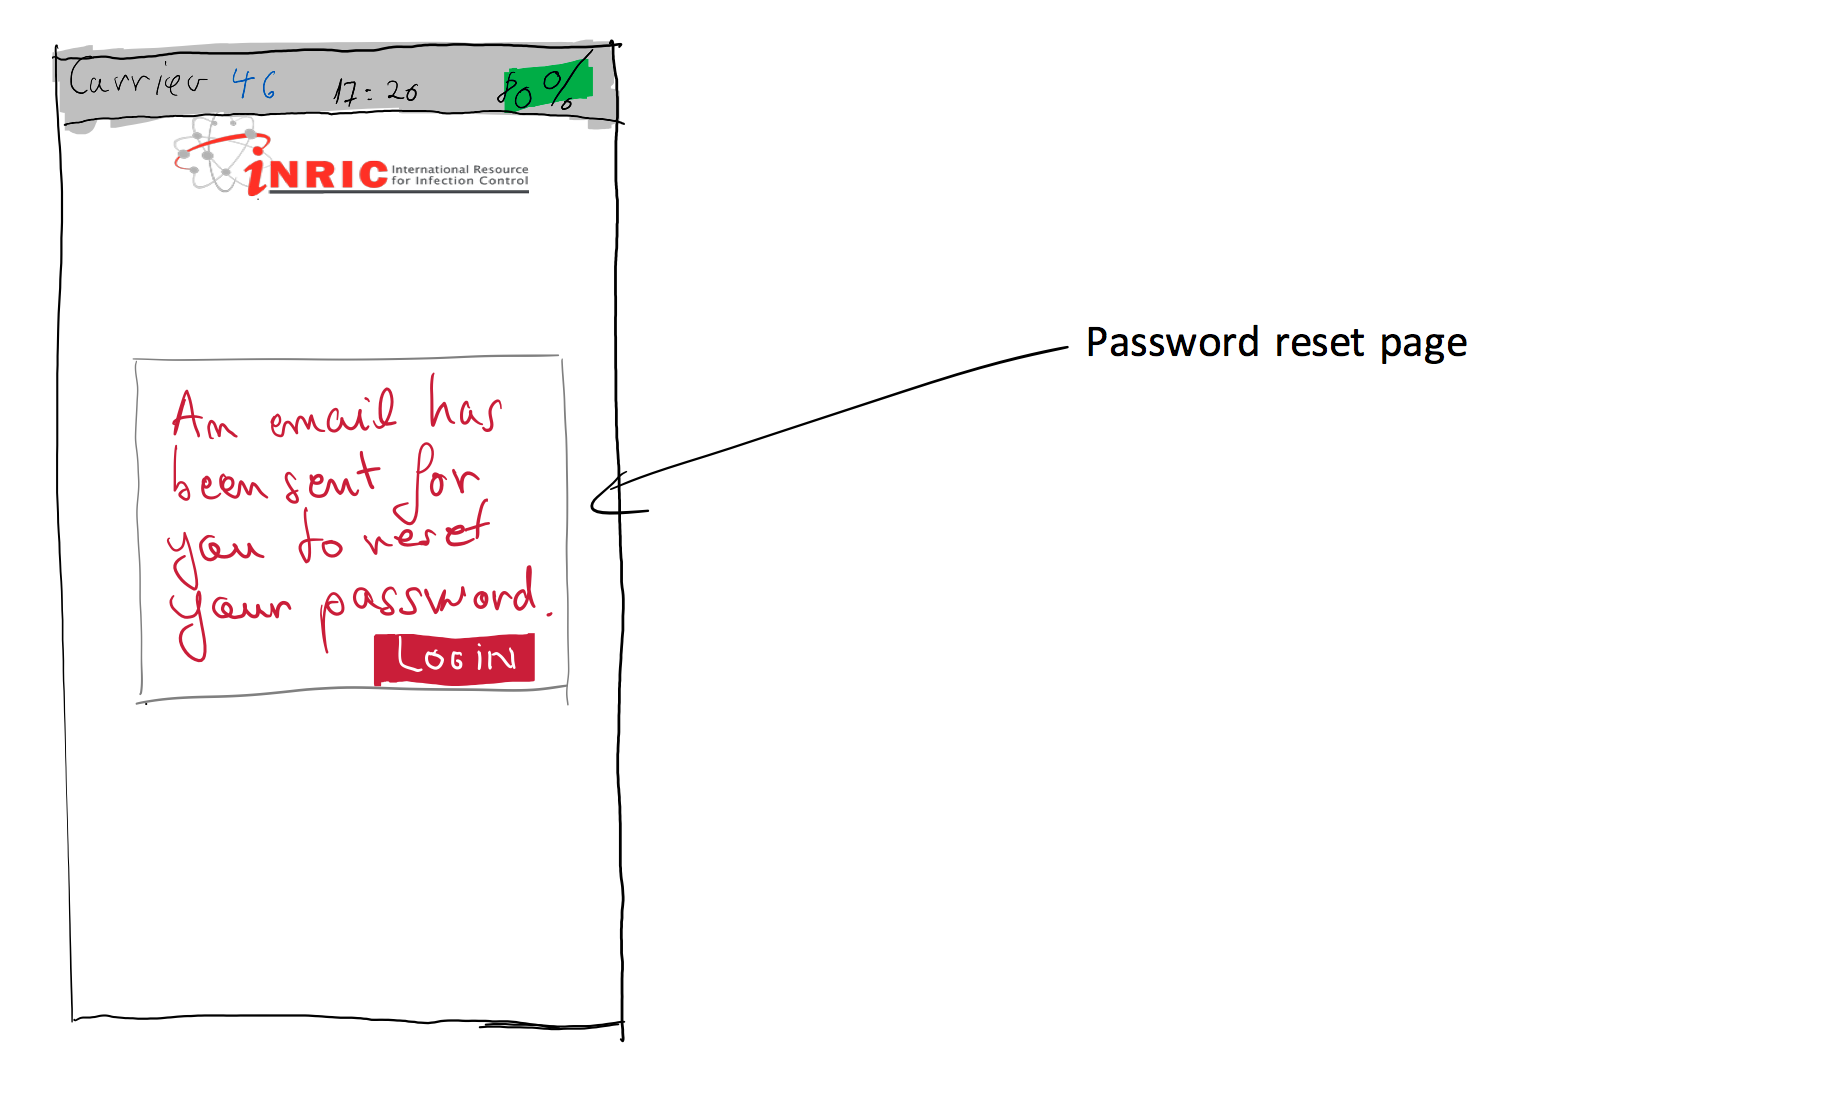 Carrier 4G 17:20 80%
iNRIC International Resource
for Infection Control
Password reset page
An email has
been sent for
you to reset
your password.
LOGIN